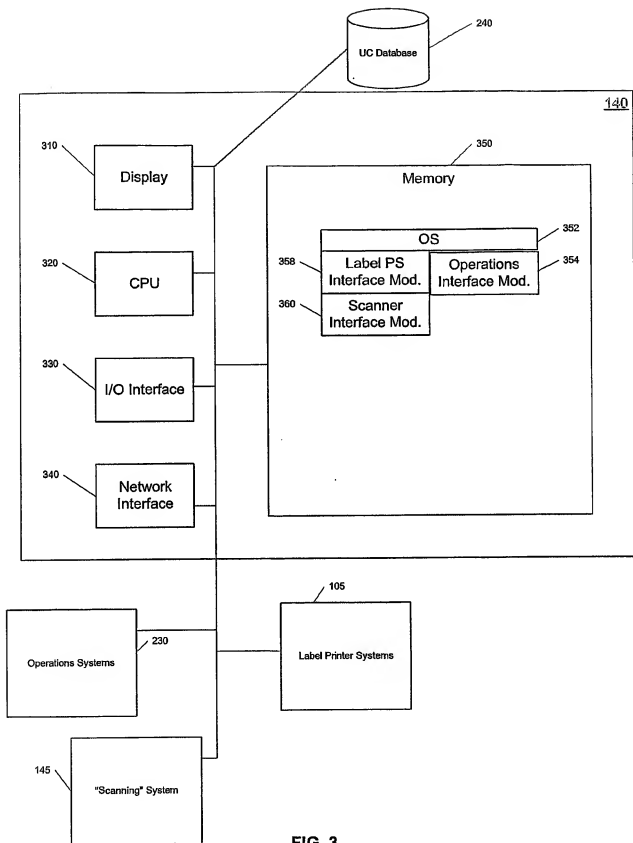 240
UC Database
140
310
Display
350
Memory
OS
352
358
Label PS
Interface Mod.
Operations
Interface Mod.
354
360
Scanner
Interface Mod.
320
CPU
330
I/O Interface
340
Network
Interface
105
Operations Systems
230
Label Printer Systems
145
"Scanning" System
FIG. 3